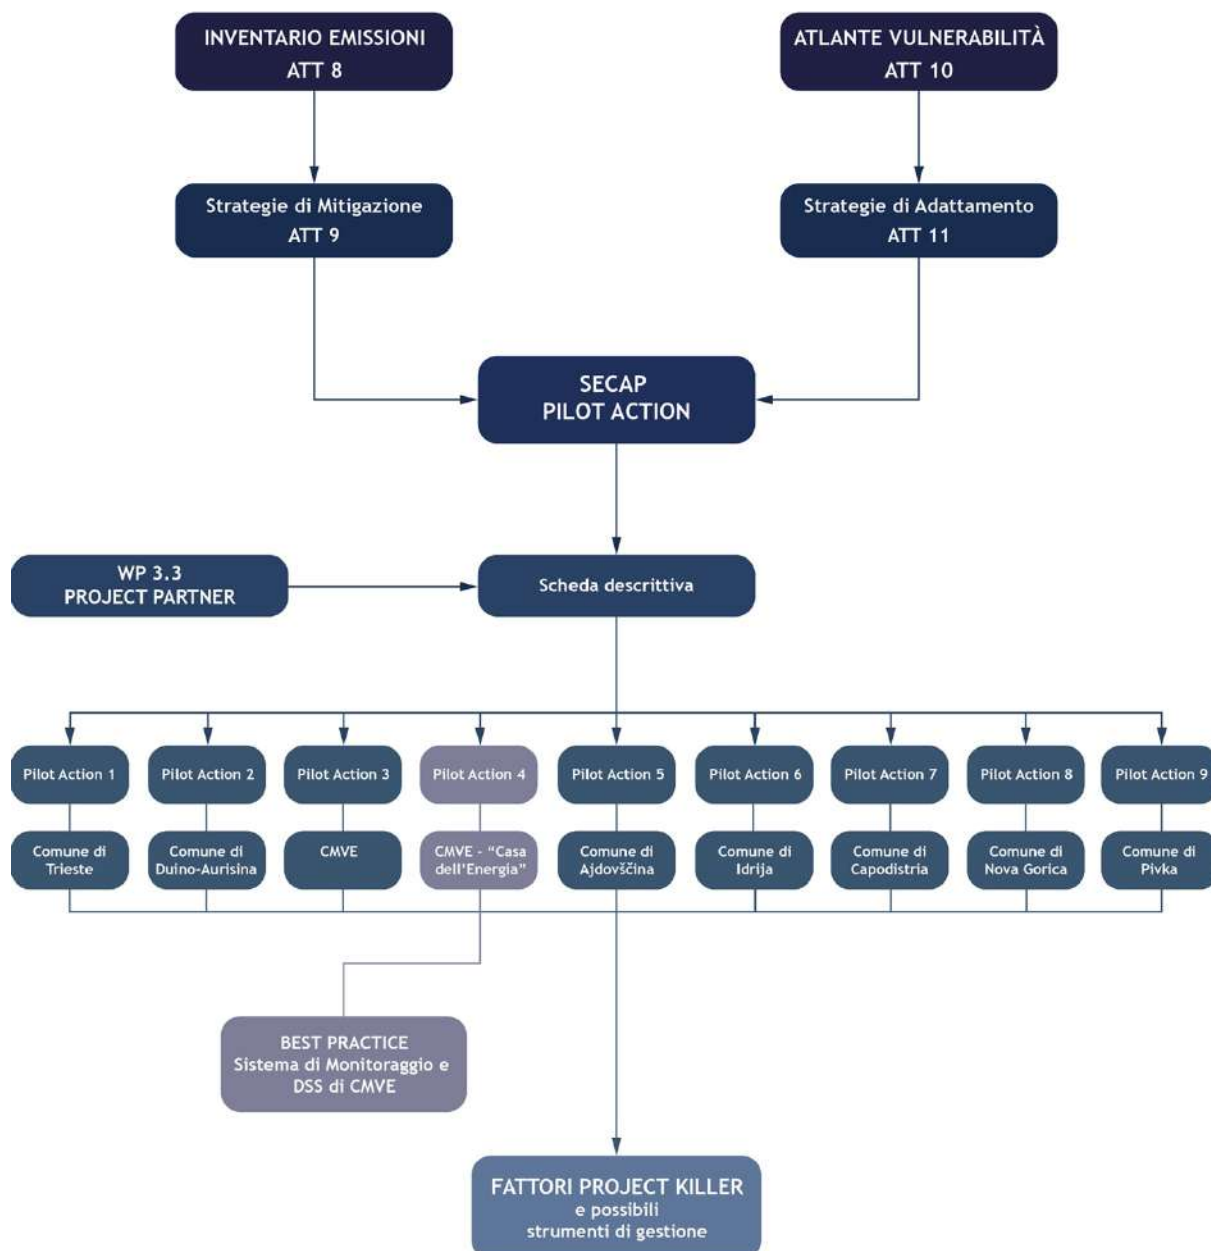 INVENTARIO EMISSIONI
ATT 8
ATLANTE VULNERABILITÀ
ATT 10
Strategie di Mitigazione
ATT 9
Strategie di Adattamento
ATT 11
SECAP
PILOT ACTION
WP 3.3
PROJECT PARTNER
Scheda descrittiva
Pilot Action 1
Pilot Action 2
Pilot Action 3
Pilot Action 4
Pilot Action 5
Pilot Action 6
Pilot Action 7
Pilot Action 8
Pilot Action 9
Comune di
Trieste
Comune di
Duino-Aurisina
CMVE
CMVE - “Casa
dell'Energia”
Comune di
Ajdovščina
Comune di
Idrija
Comune di
Capodistria
Comune di
Nova Gorica
Comune di
Pivka
BEST PRACTICE
Sistema di Monitoraggio e
DSS di CMVE
FATTORI PROJECT KILLER
e possibili
strumenti di gestione